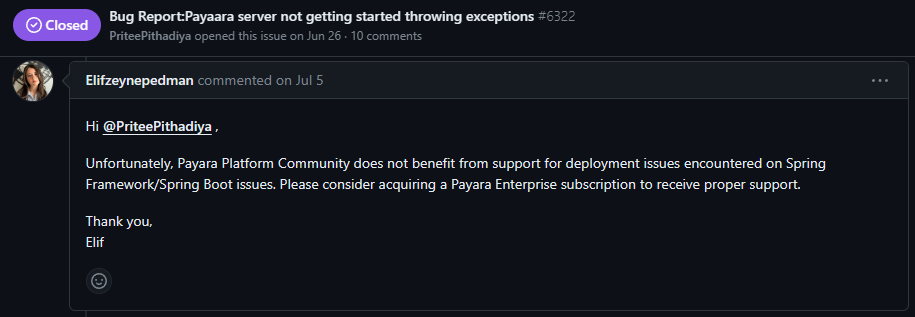 Closed
Bug Report:Payaara server not getting started throwing exceptions #6322
PriteePithadiya opened this issue on Jun 26 · 10 comments
Elifzeynepedman commented on Jul 5
Hi @PriteePithadiya ,
Unfortunately, Payara Platform Community does not benefit from support for deployment issues encountered on Spring
Framework/Spring Boot issues. Please consider acquiring a Payara Enterprise subscription to receive proper support.
Thank you,
Elif